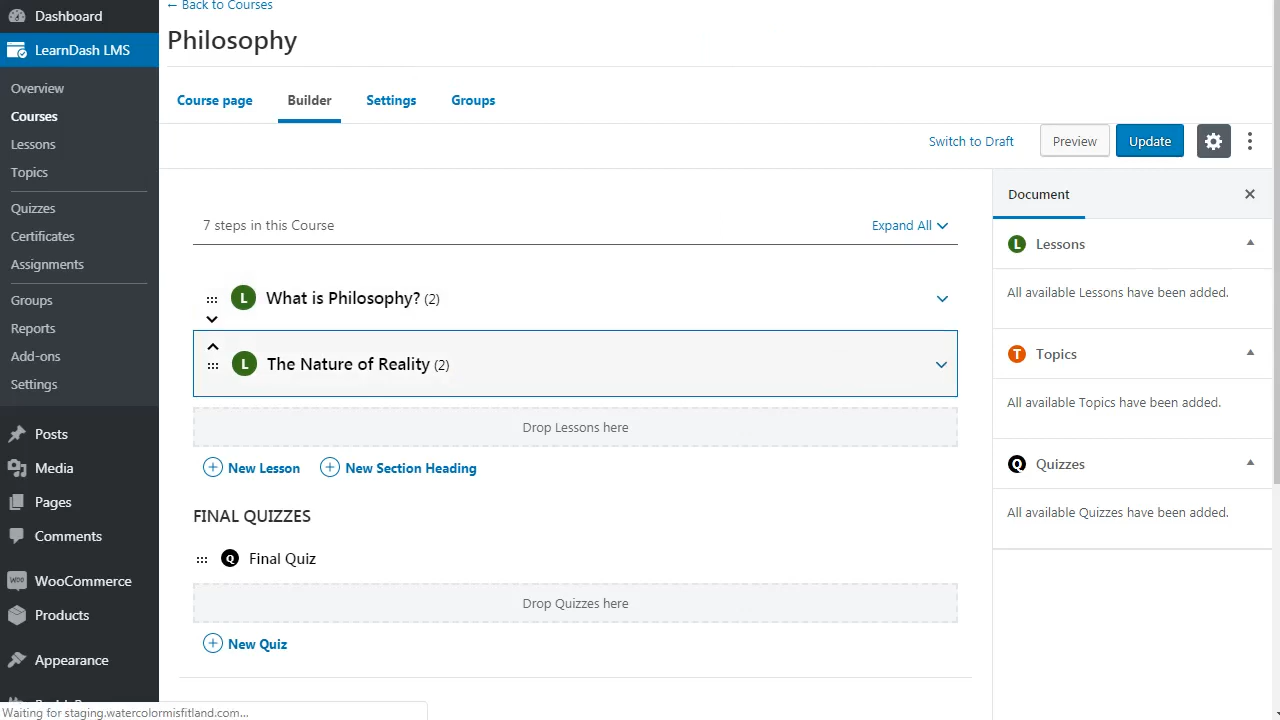 Dashboard
LearnDash LMS
Overview
Courses
Lessons
Topics
Quizzes
Certificates
Assignments
Groups
Reports
Add-ons
Settings
Posts
Media
Pages
Comments
WooCommerce
Products
Appearance
← Back to Courses
Philosophy
Course page Builder Settings Groups
Switch to Draft Preview Update
7 steps in this Course Expand All
L What is Philosophy? (2)
L The Nature of Reality (2)
Drop Lessons here
New Lesson New Section Heading
FINAL QUIZZES
Q Final Quiz
Drop Quizzes here
New Quiz
Document
L Lessons
All available Lessons have been added.
T Topics
All available Topics have been added.
Q Quizzes
All available Quizzes have been added.
Waiting for staging.watercolormisfitland.com...